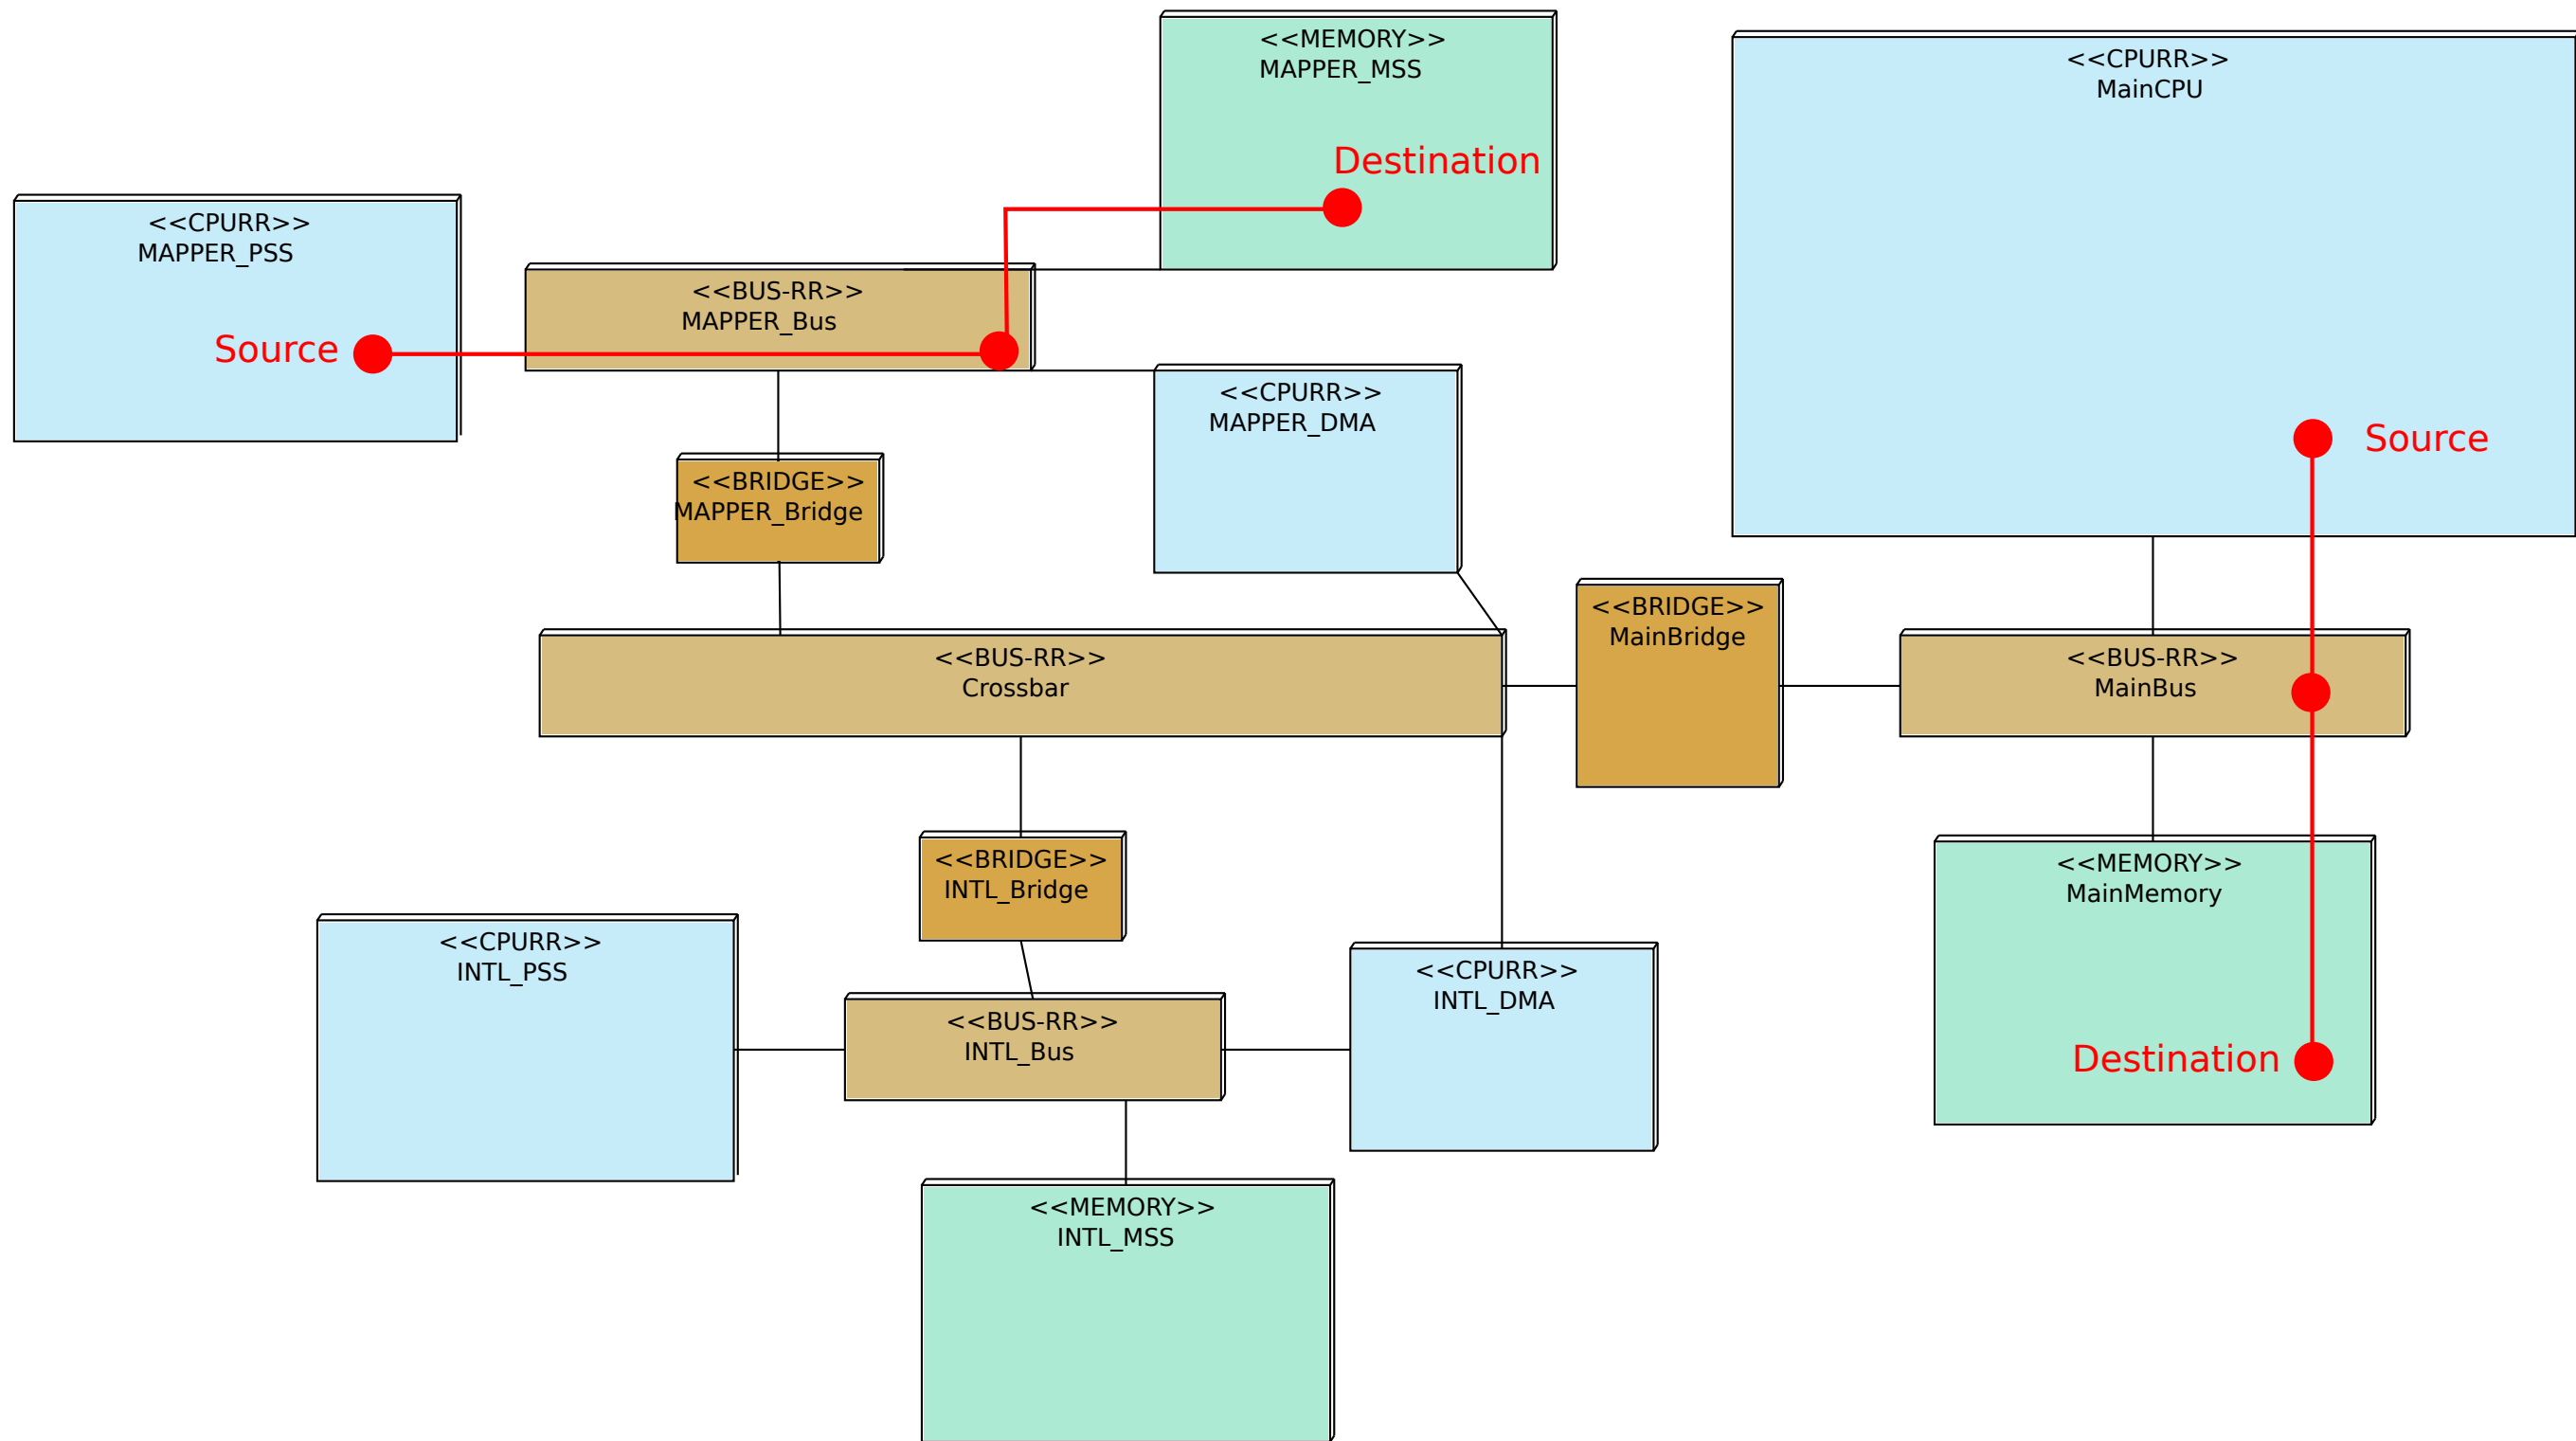 <<MEMORY>>
MAPPER_MSS
Destination
<<CPURR>>
MainCPU
Source
<<CPURR>>
MAPPER_PSS
Source
<<BUS-RR>>
MAPPER_Bus
<<CPURR>>
MAPPER_DMA
<<BRIDGE>>
MAPPER_Bridge
<<BUS-RR>>
Crossbar
<<BRIDGE>>
MainBridge
<<BUS-RR>>
MainBus
<<BRIDGE>>
INTL_Bridge
<<MEMORY>>
MainMemory
Destination
<<CPURR>>
INTL_PSS
<<BUS-RR>>
INTL_Bus
<<CPURR>>
INTL_DMA
<<MEMORY>>
INTL_MSS